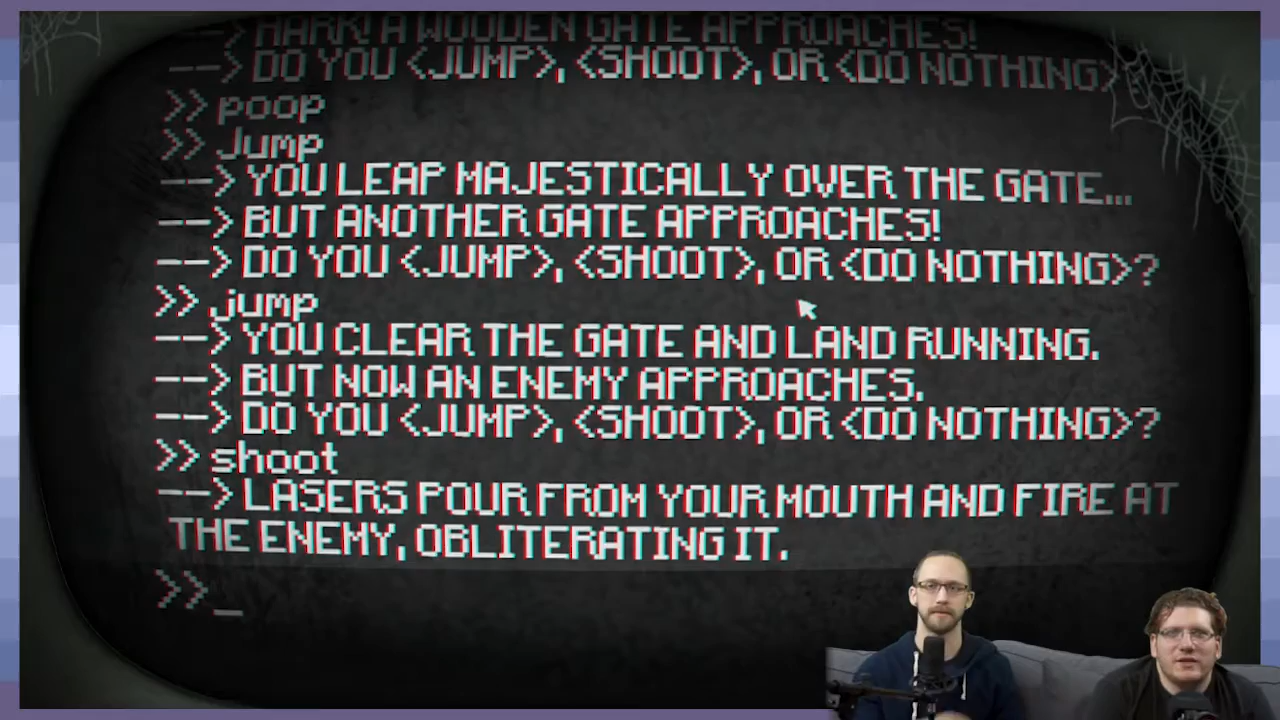 --> HARK! A WOODEN GATE APPROACHES!
--> DO YOU <JUMP>, <SHOOT>, OR <DO NOTHING>?
>> poop
>> Jump
--> YOU LEAP MAJESTICALLY OVER THE GATE...
--> BUT ANOTHER GATE APPROACHES!
--> DO YOU <JUMP>, <SHOOT>, OR <DO NOTHING>?
>> jump
--> YOU CLEAR THE GATE AND LAND RUNNING.
--> BUT NOW AN ENEMY APPROACHES.
--> DO YOU <JUMP>, <SHOOT>, OR <DO NOTHING>?
>> shoot
--> LASERS POUR FROM YOUR MOUTH AND FIRE AT
THE ENEMY, OBLITERATING IT.
>> _